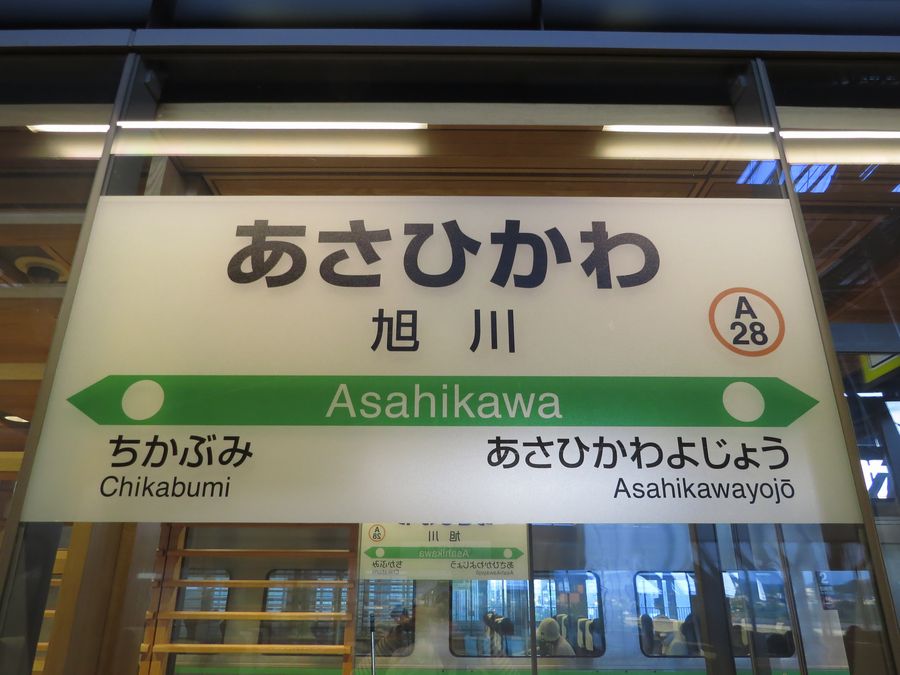 あさひかわ
旭川
A
28
Asahikawa
ちかぶみ
Chikabumi
あさひかわよじょう
Asahikawayojō